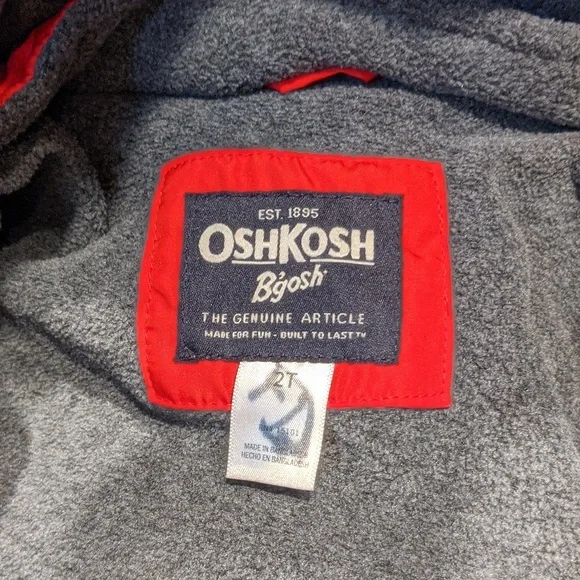 EST. 1895
OSHKOSH
B'gosh
THE GENUINE ARTICLE
MADE FOR FUN - BUILT TO LAST™
2T
MADE IN BANGLADESH
HECHO EN BANGLADESH